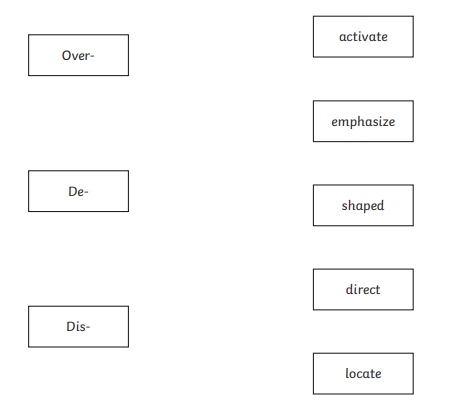 Over-
De-
Dis-
activate
emphasize
shaped
direct
locate